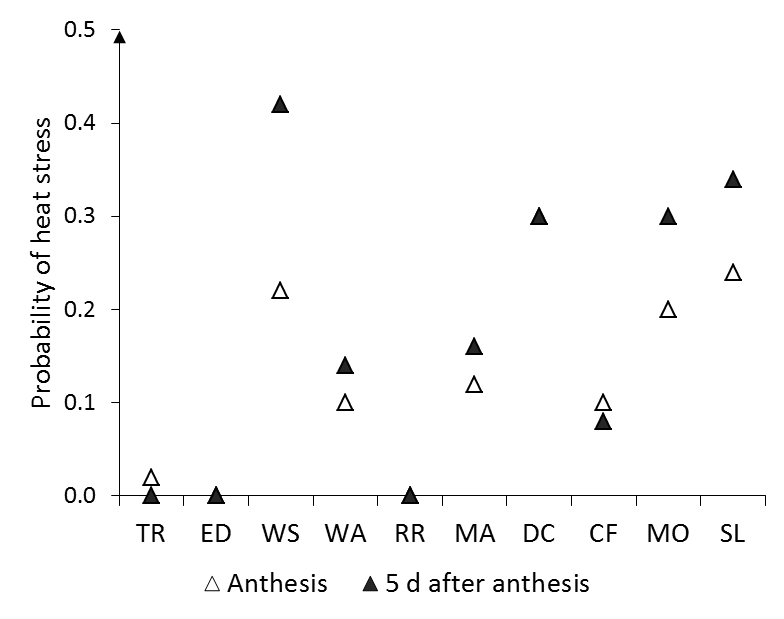 Probability of heat stress
0.5
0.4
0.3
0.2
0.1
0.0
TR ED WS WA RR MA DC CF MO SL
Anthesis 5 d after anthesis